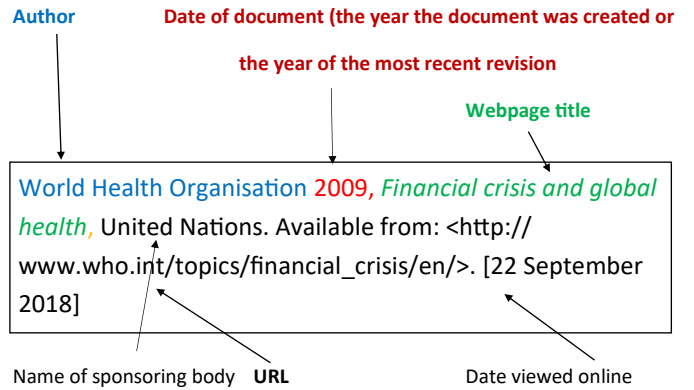 Author Date of document (the year the document was created or
the year of the most recent revision
Webpage title
World Health Organisation 2009, Financial crisis and global
health, United Nations. Available from: <http://
www.who.int/topics/financial_crisis/en/>. [22 September
2018]
Name of sponsoring body URL Date viewed online